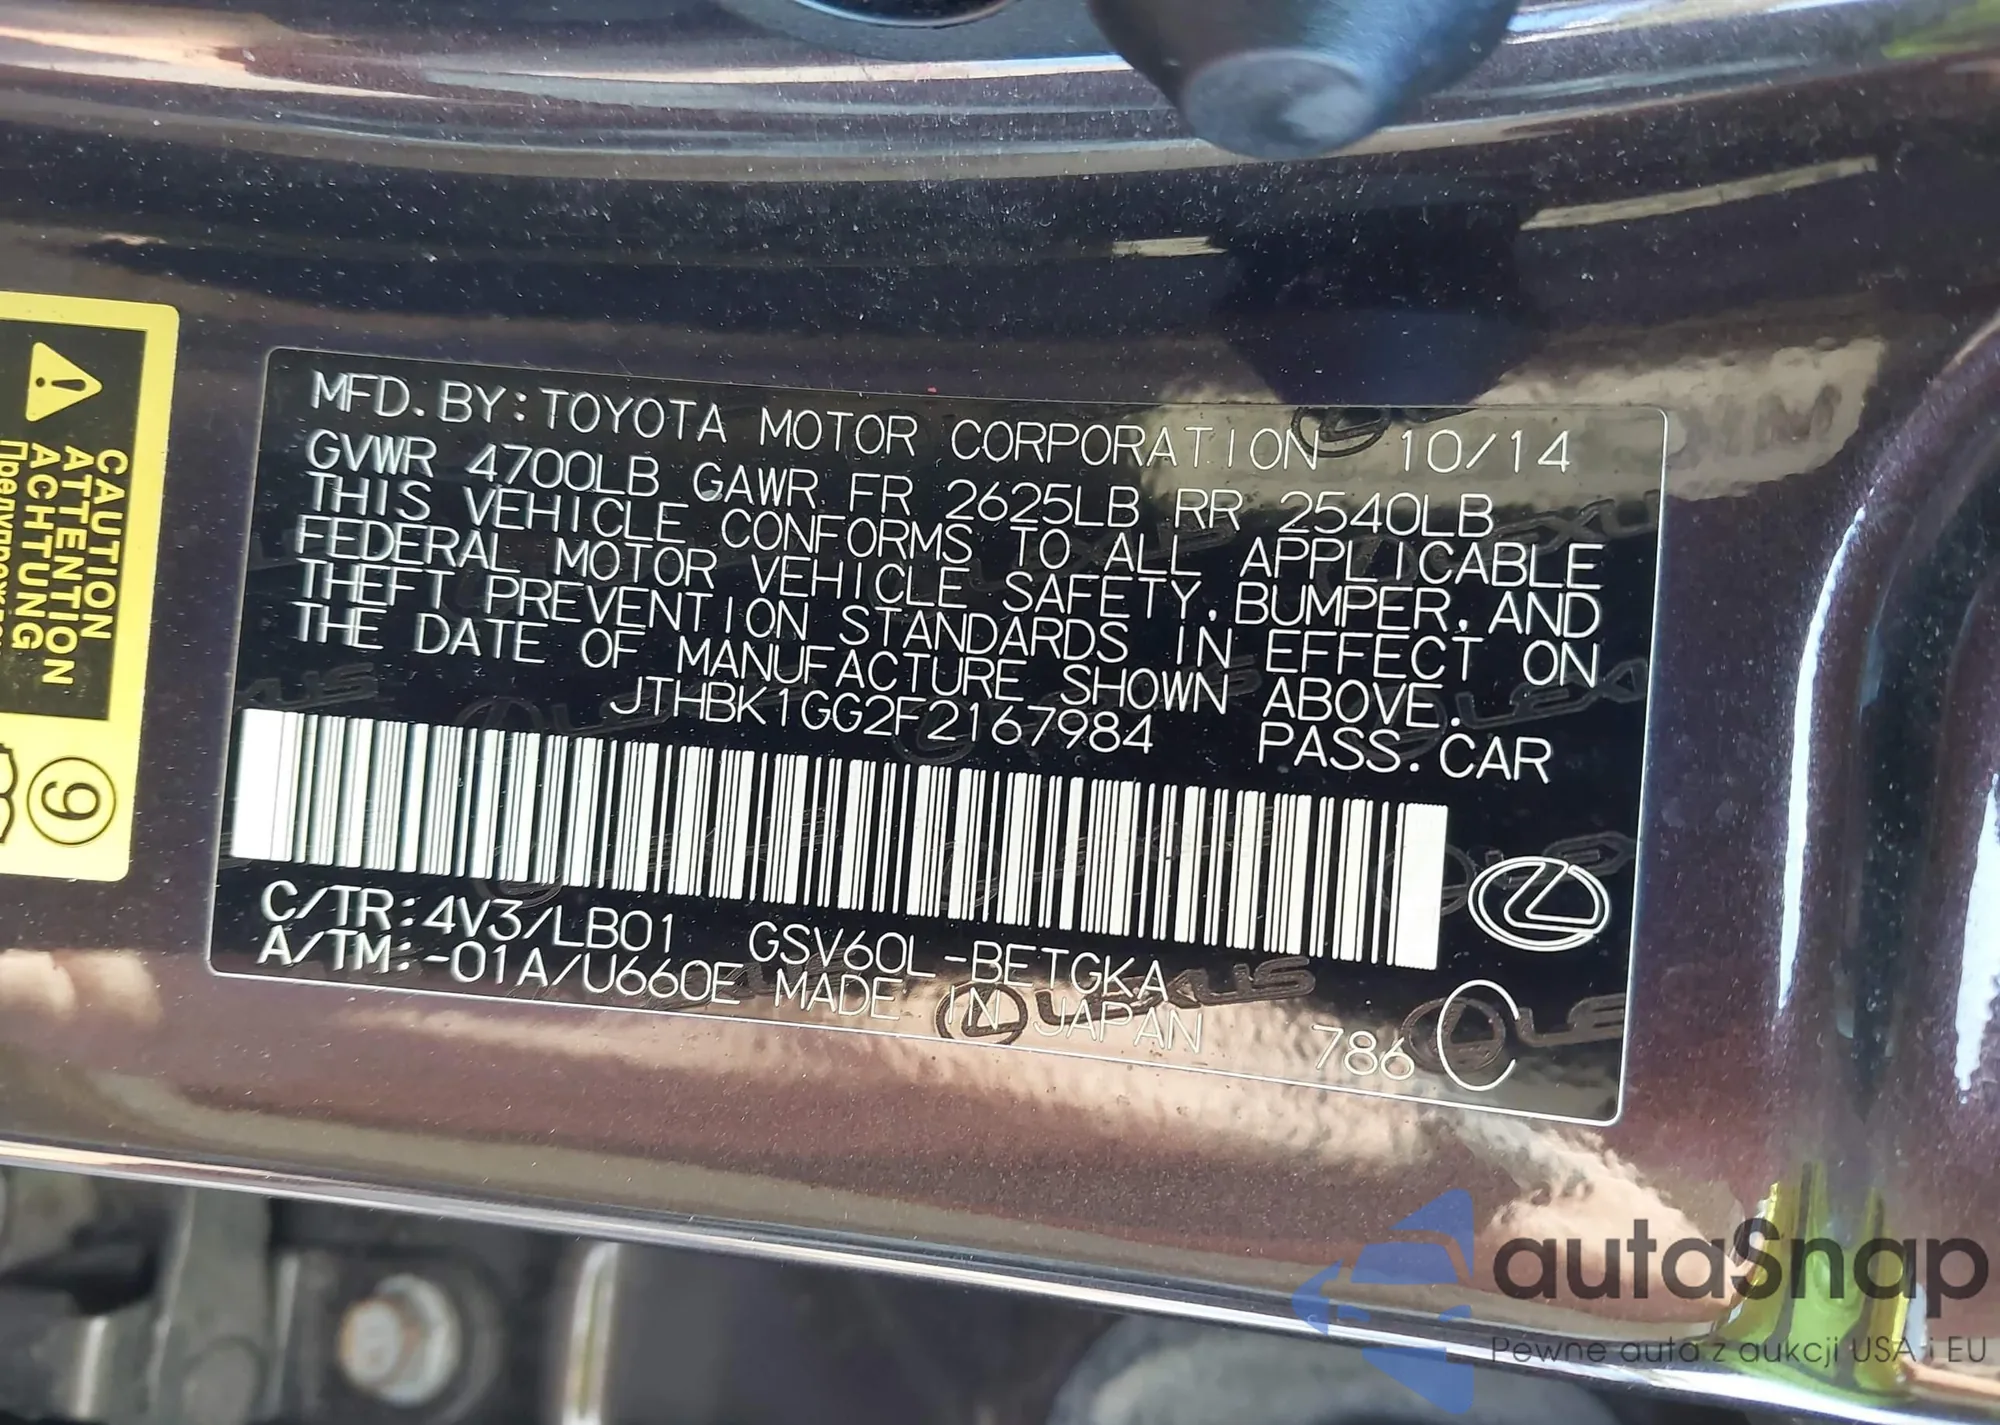 MFD. BY: TOYOTA MOTOR CORPORATION 10/14
GVWR 4700LB GAWR FR 2625LB RR 2540LB
THIS VEHICLE CONFORMS TO ALL APPLICABLE
FEDERAL MOTOR VEHICLE SAFETY, BUMPER, AND
THEFT PREVENTION STANDARDS IN EFFECT ON
THE DATE OF MANUFACTURE SHOWN ABOVE.
JTHBK1GG2F2167984 PASS. CAR
C/TR: 4V3/LB01 GSV60L-BETGKA
A/TM: -01A/U660E MADE IN JAPAN 786 C
LEXUS
CAUTION
ATTENTION
ACHTUNG
9
autaSnap
Pewne auta z aukcji USA i EU